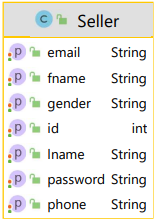 C Seller
p email String
p fname String
p gender String
p id int
p lname String
p password String
p phone String